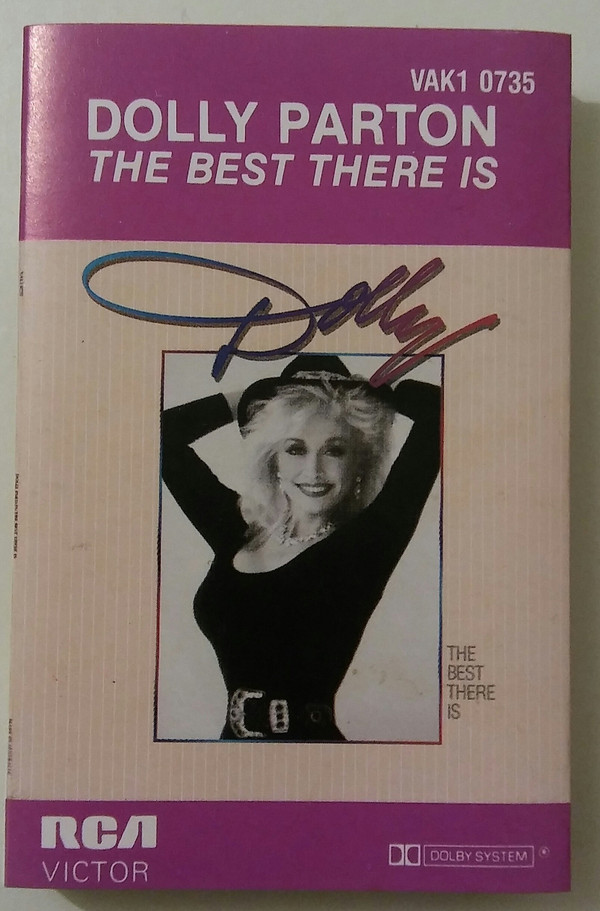 VAK1 0735
DOLLY PARTON
THE BEST THERE IS
Dolly
THE
BEST
THERE
IS
RCA
VICTOR
DOLBY SYSTEM